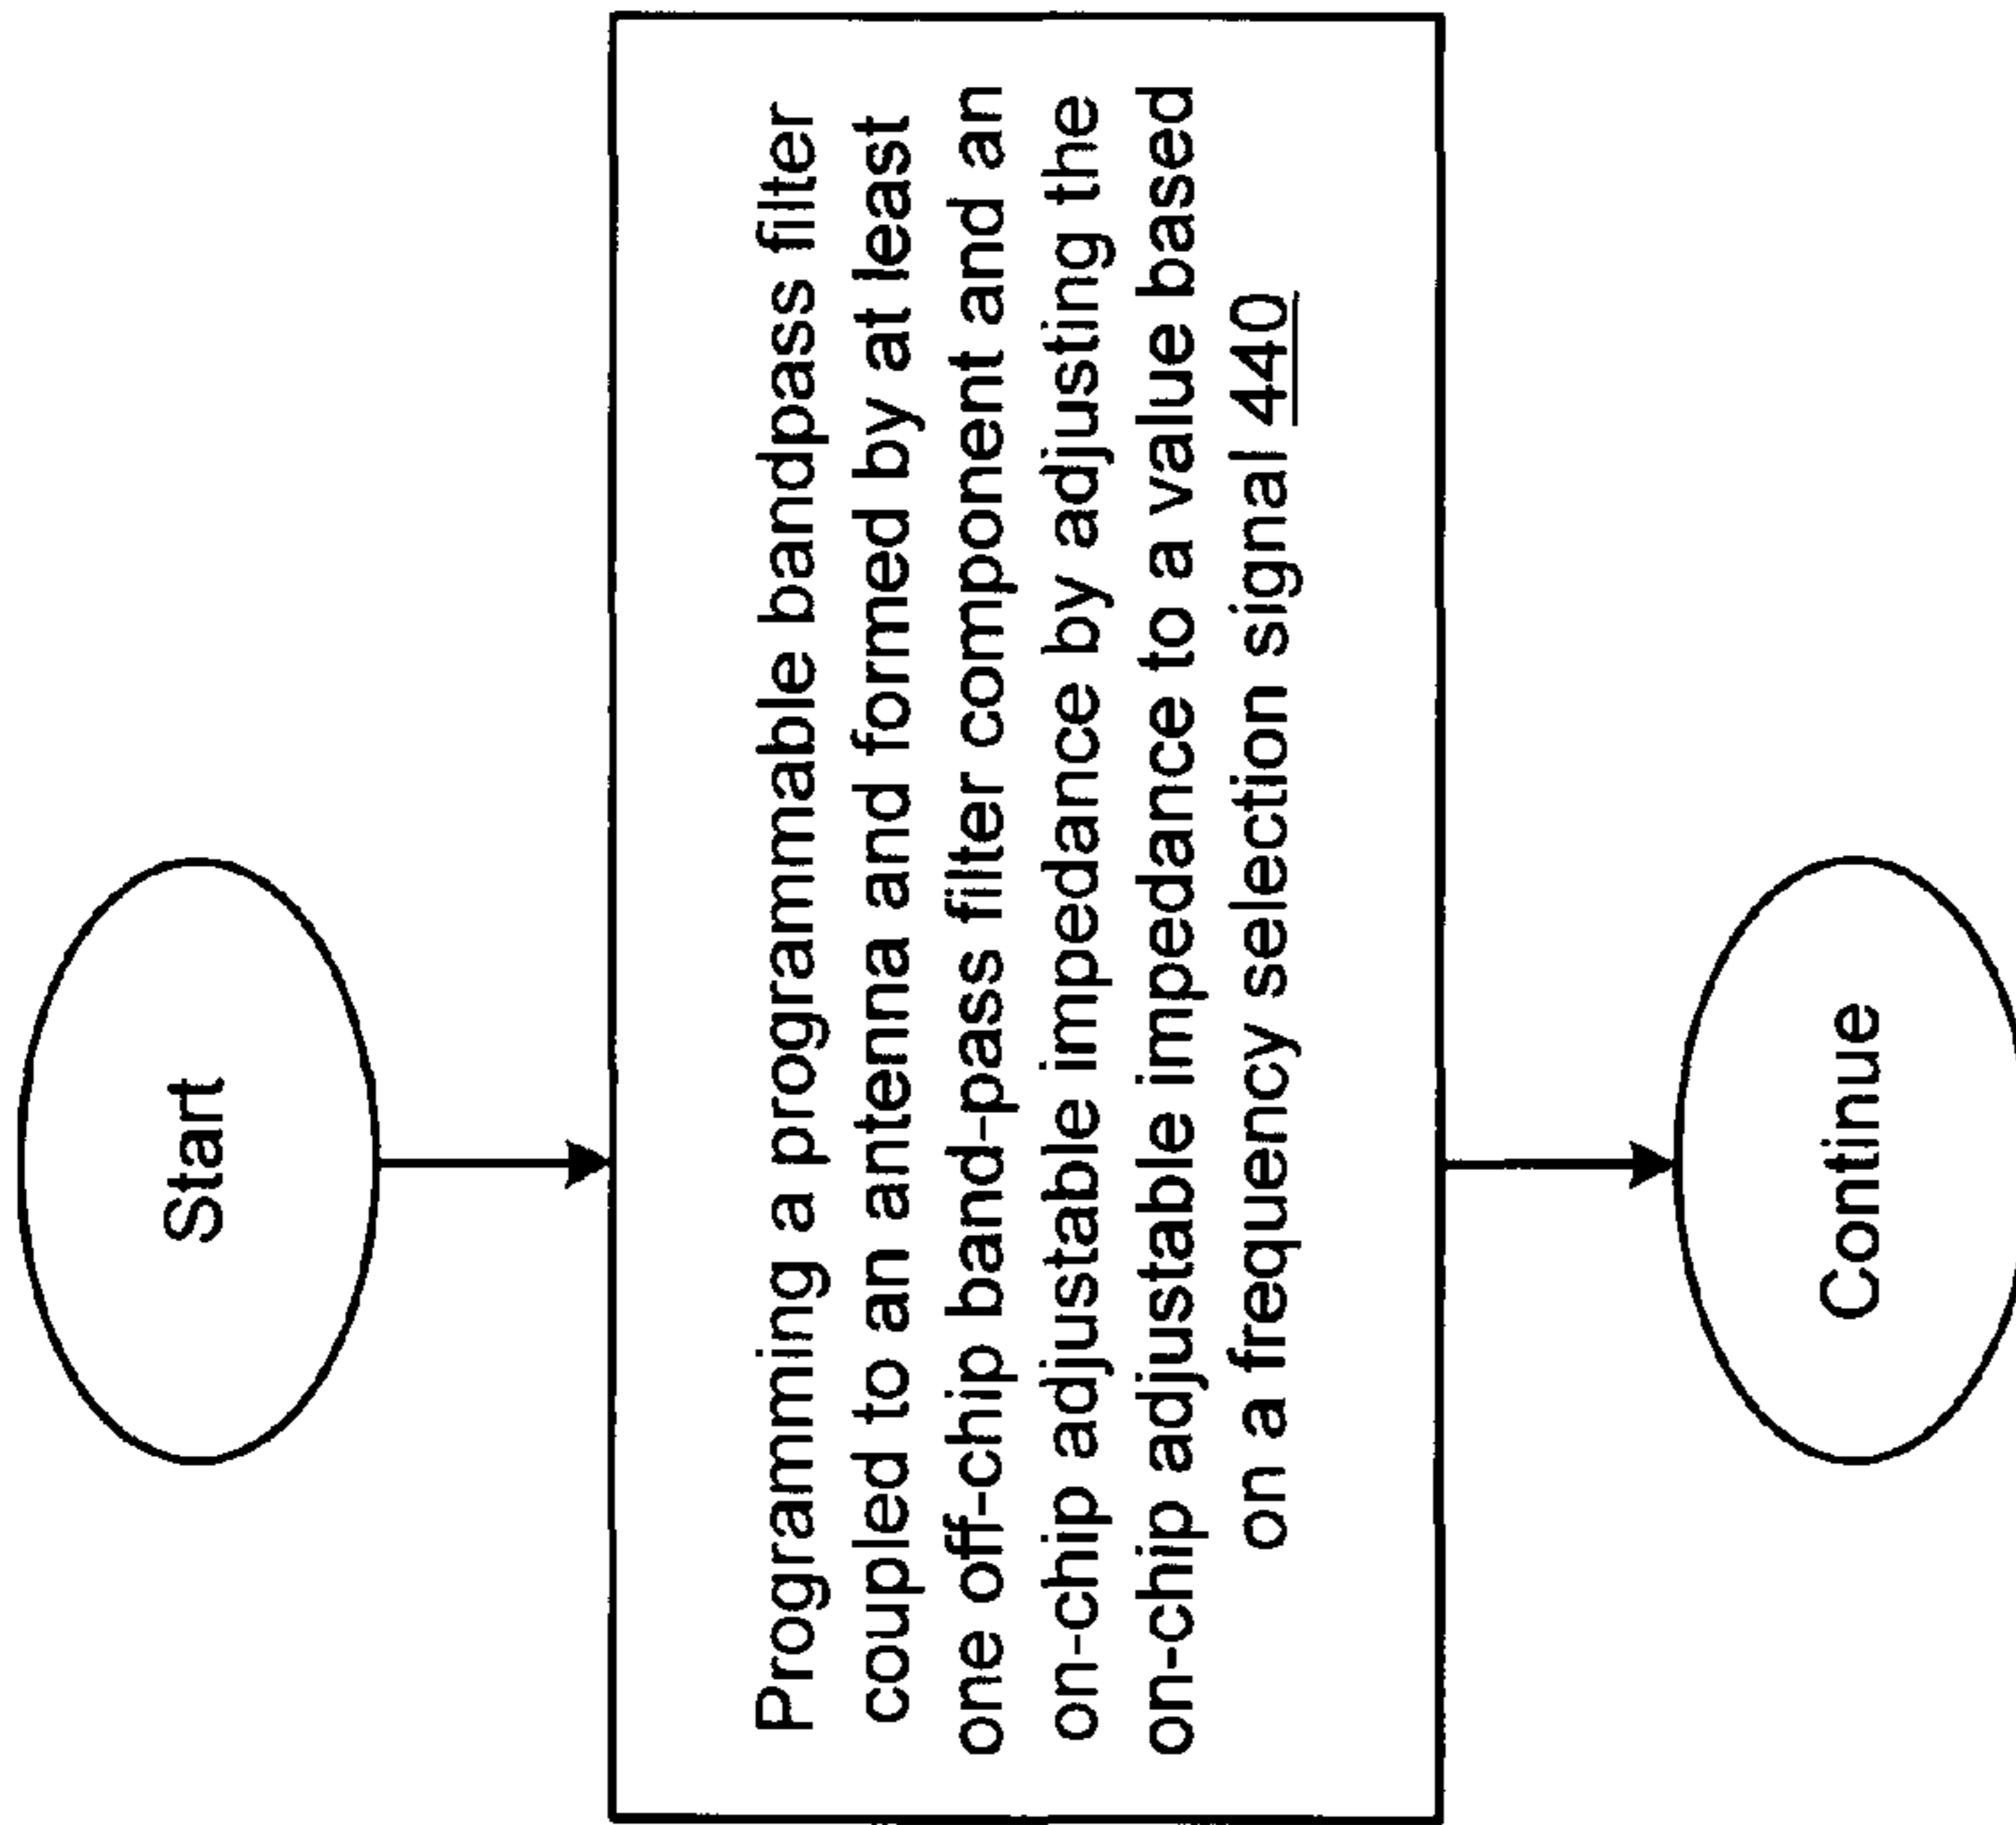 Start
Programming a programmable bandpass filter
coupled to an antenna and formed by at least
one off-chip band-pass filter component and an
on-chip adjustable impedance by adjusting the
on-chip adjustable impedance to a value based
on a frequency selection signal 440
Continue